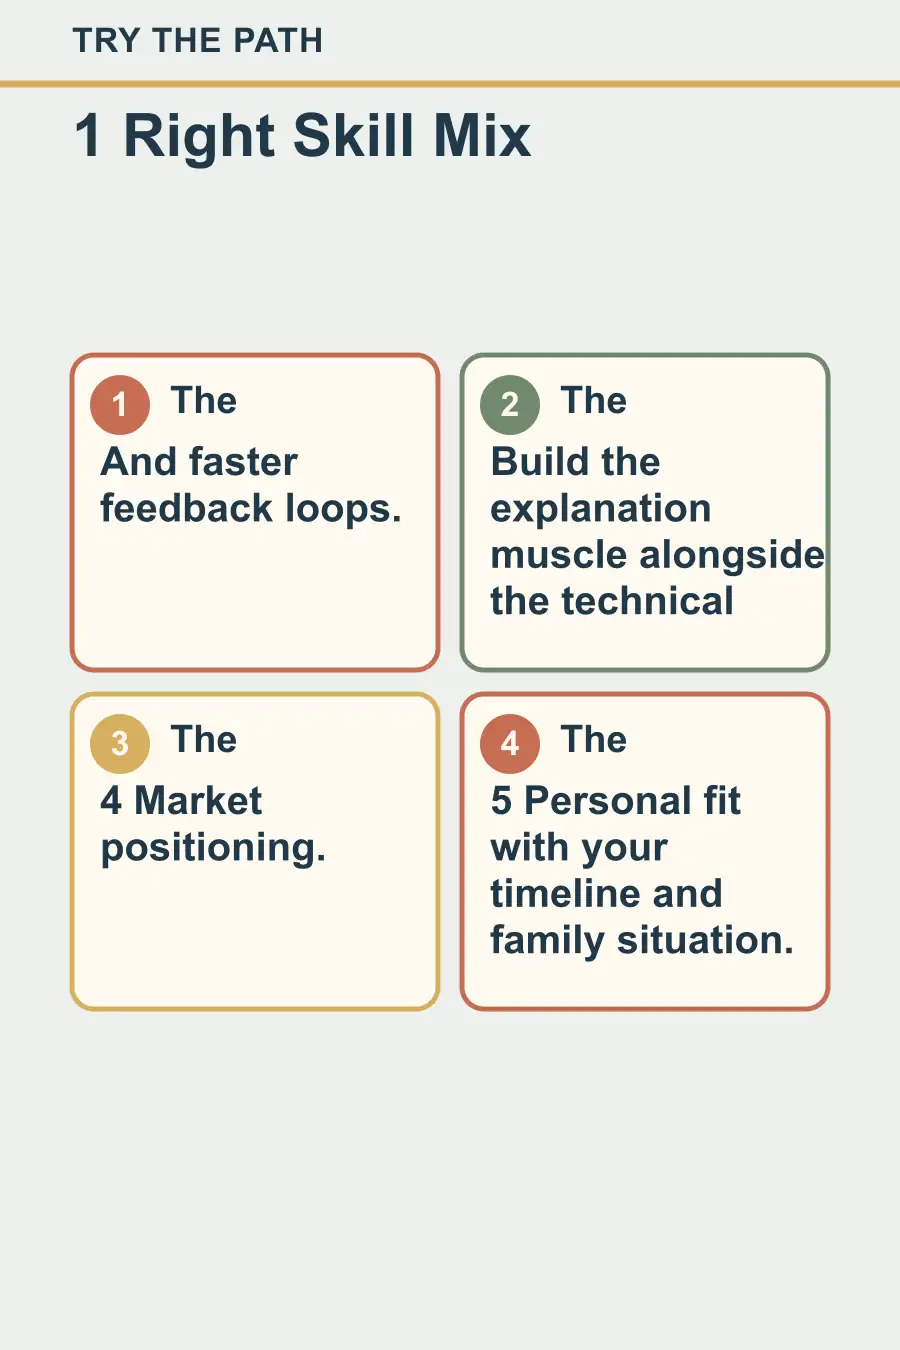 TRY THE PATH
1 Right Skill Mix
1 The
And faster
feedback loops.
2 The
Build the
explanation
muscle alongside
the technical
3 The
4 Market
positioning.
4 The
5 Personal fit
with your
timeline and
family situation.